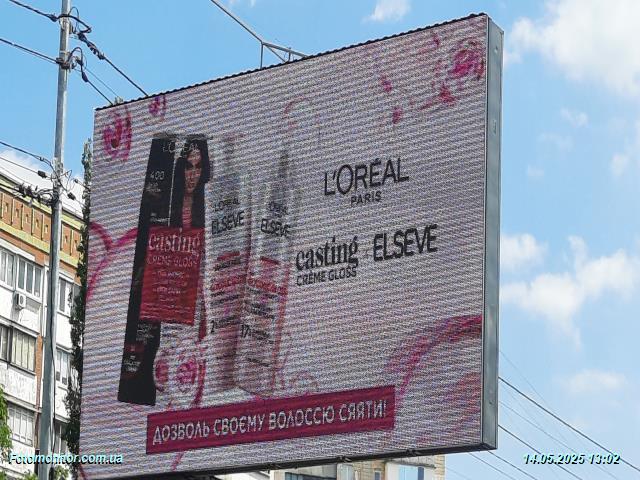 L'ORÉAL
PARIS
casting
CRÈME GLOSS
ELSEVE
L'ORÉAL
400
casting
CRÈME GLOSS
L'ORÉAL
ELSEVE
L'ORÉAL
ELSEVE
ДОЗВОЛЬ СВОЄМУ ВОЛОССЮ СЯЯТИ!
Fotomonitor.com.ua
14.05.2025 13:02